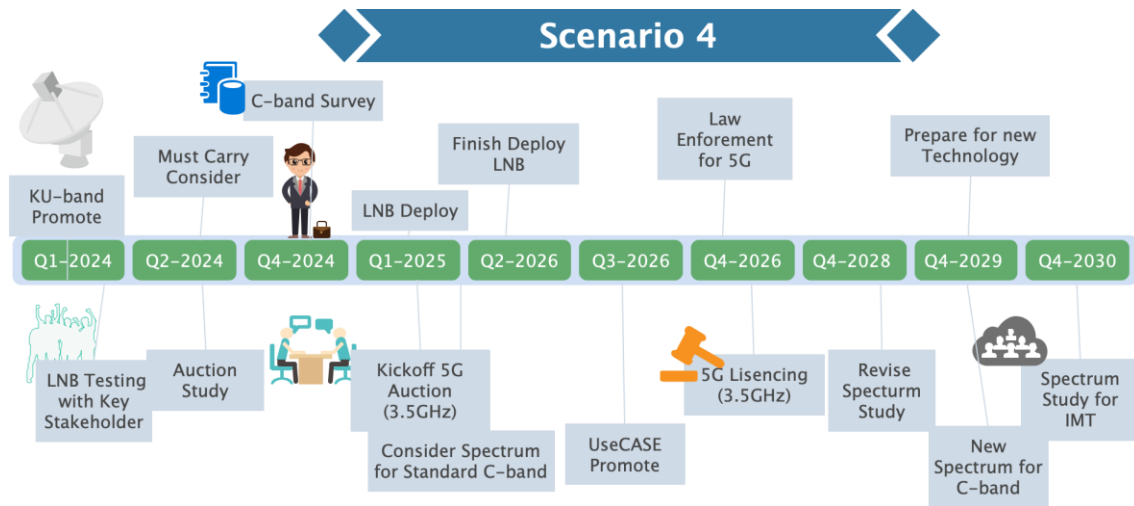 Scenario 4
C-band Survey
Must Carry
Consider
Finish Deploy
LNB
Law
Enforement
for 5G
Prepare for new
Technology
KU-band
Promote
LNB Deploy
Q1-2024
Q2-2024
Q4-2024
Q1-2025
Q2-2026
Q3-2026
Q4-2026
Q4-2028
Q4-2029
Q4-2030
LNB Testing
with Key
Stakeholder
Auction
Study
Kickoff 5G
Auction
(3.5GHz)
Consider Spectrum
for Standard C-band
UseCASE
Promote
5G Lisencing
(3.5GHz)
Revise
Specturm
Study
New
Spectrum for
C-band
Spectrum
Study for
IMT